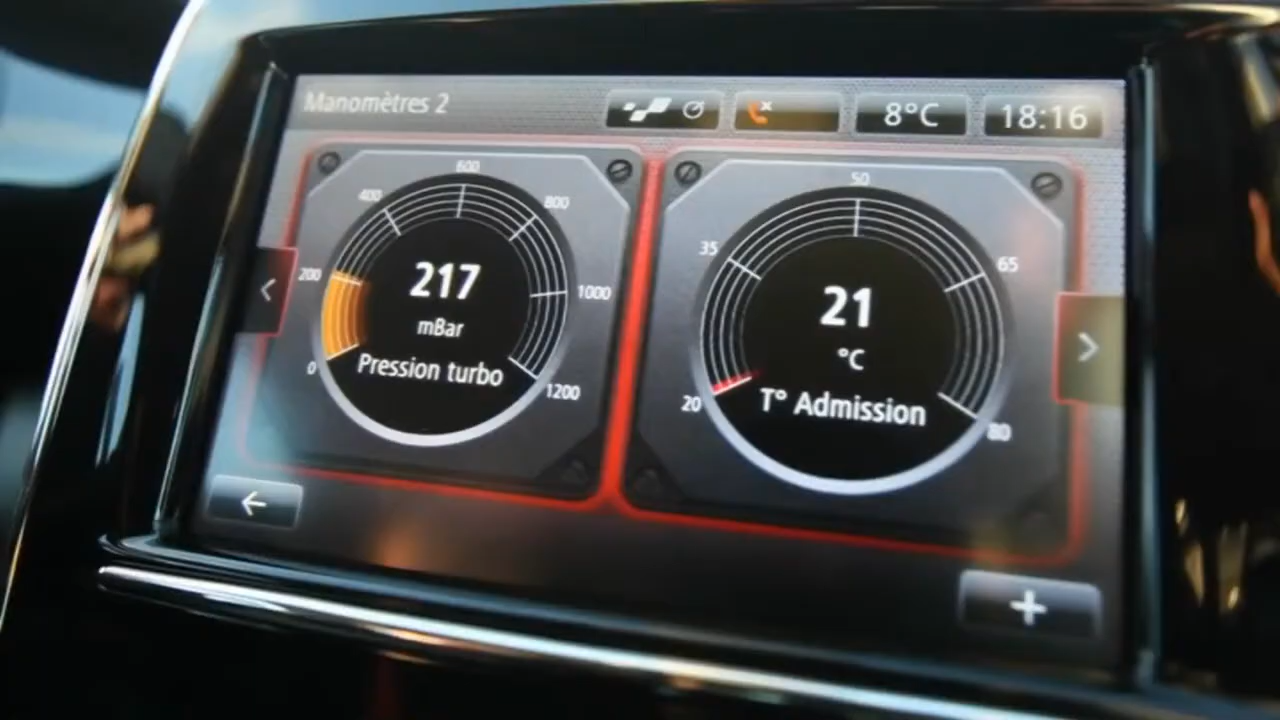 Manomètres 2
8°C
18:16
600
400
800
200
217
1000
mBar
0
Pression turbo
1200
50
35
65
21
°C
20
T° Admission
80